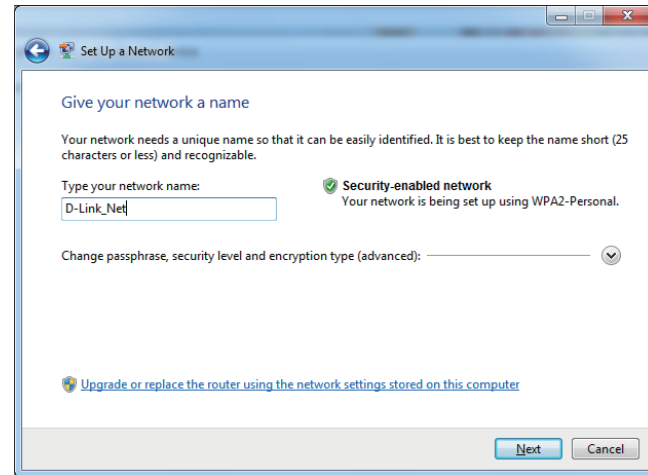 Set Up a Network
Give your network a name
Your network needs a unique name so that it can be easily identified. It is best to keep the name short (25
characters or less) and recognizable.
Type your network name:
Security-enabled network
D-Link_Net
Your network is being set up using WPA2-Personal.
Change passphrase, security level and encryption type (advanced):
Upgrade or replace the router using the network settings stored on this computer
Next
Cancel